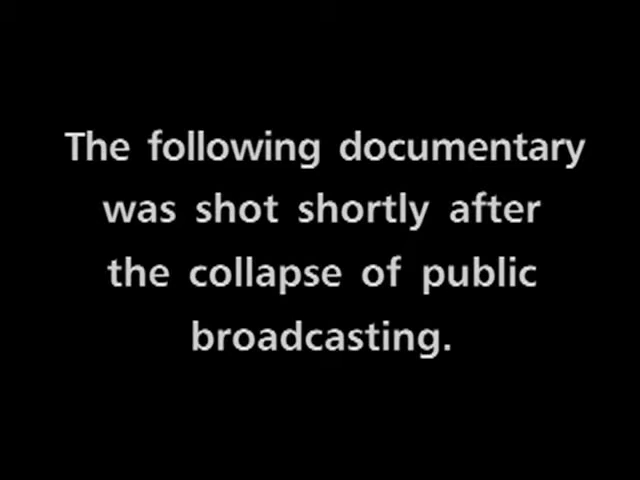 The following documentary
was shot shortly after
the collapse of public
broadcasting.